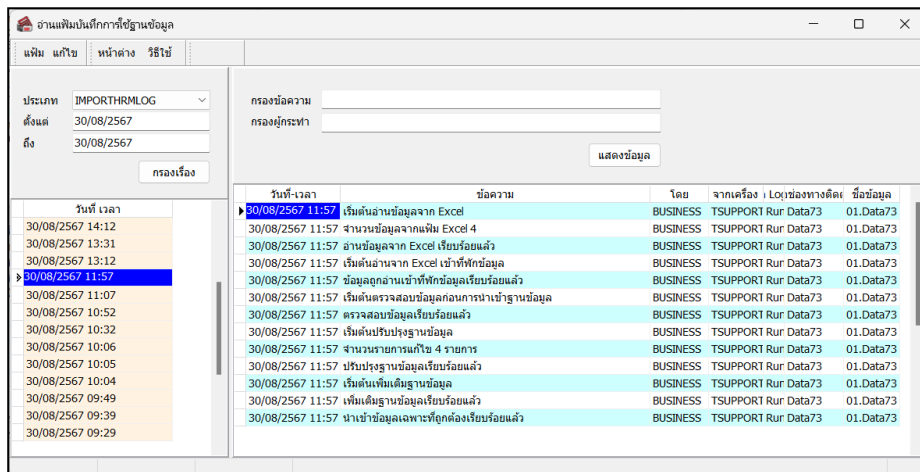 อ่านแฟ้มบันทึกการใช้ฐานข้อมูล
แฟ้ม แก้ไข หน้าต่าง วิธีใช้
ประเภท IMPORTHRMLOG
ตั้งแต่ 30/08/2567
ถึง 30/08/2567
กรองเรื่อง
กรองข้อความ
กรองผู้กระทำ
แสดงข้อมูล
วันที่ เวลา
30/08/2567 14:12
30/08/2567 13:31
30/08/2567 13:12
30/08/2567 11:57
30/08/2567 11:07
30/08/2567 10:52
30/08/2567 10:32
30/08/2567 10:06
30/08/2567 10:05
30/08/2567 10:04
30/08/2567 09:49
30/08/2567 09:39
30/08/2567 09:29
วันที่-เวลา ข้อความ โดย จากเครื่อง Log ช่องทางติดต ชื่อข้อมูล
30/08/2567 11:57 เริ่มต้นอ่านข้อมูลจาก Excel BUSINESS TSUPPORT Rur Data73 01.Data73
30/08/2567 11:57 จำนวนข้อมูลจากแฟ้ม Excel 4 BUSINESS TSUPPORT Rur Data73 01.Data73
30/08/2567 11:57 อ่านข้อมูลจาก Excel เรียบร้อยแล้ว BUSINESS TSUPPORT Rur Data73 01.Data73
30/08/2567 11:57 เริ่มต้นอ่านจาก Excel เข้าที่พักข้อมูล BUSINESS TSUPPORT Rur Data73 01.Data73
30/08/2567 11:57 ข้อมูลถูกอ่านเข้าที่พักข้อมูลเรียบร้อยแล้ว BUSINESS TSUPPORT Rur Data73 01.Data73
30/08/2567 11:57 เริ่มต้นตรวจสอบข้อมูลก่อนการนำเข้าฐานข้อมูล BUSINESS TSUPPORT Rur Data73 01.Data73
30/08/2567 11:57 ตรวจสอบข้อมูลเรียบร้อยแล้ว BUSINESS TSUPPORT Rur Data73 01.Data73
30/08/2567 11:57 เริ่มต้นปรับปรุงฐานข้อมูล BUSINESS TSUPPORT Rur Data73 01.Data73
30/08/2567 11:57 จำนวนรายการแก้ไข 4 รายการ BUSINESS TSUPPORT Rur Data73 01.Data73
30/08/2567 11:57 ปรับปรุงฐานข้อมูลเรียบร้อยแล้ว BUSINESS TSUPPORT Rur Data73 01.Data73
30/08/2567 11:57 เริ่มต้นเพิ่มเติมฐานข้อมูล BUSINESS TSUPPORT Rur Data73 01.Data73
30/08/2567 11:57 เพิ่มเติมฐานข้อมูลเรียบร้อยแล้ว BUSINESS TSUPPORT Rur Data73 01.Data73
30/08/2567 11:57 นำเข้าข้อมูลเฉพาะที่ถูกต้องเรียบร้อยแล้ว BUSINESS TSUPPORT Rur Data73 01.Data73